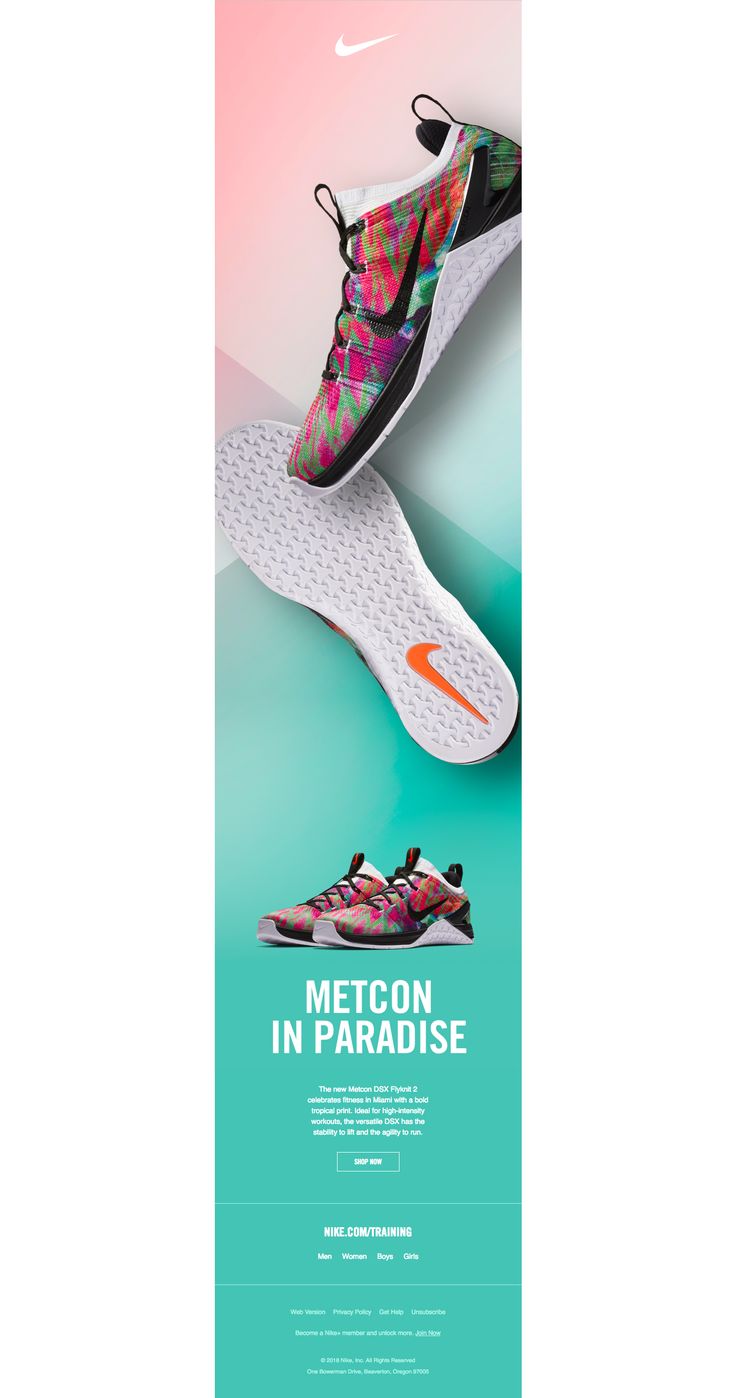 METCON
IN PARADISE
The new Metcon DSX Flyknit 2
celebrates fitness in Miami with a bold
tropical print. Ideal for high-intensity
workouts, the versatile DSX has the
stability to lift and the agility to run.
SHOP NOW
NIKE.COM/TRAINING
Men Women Boys Girls
Web Version Privacy Policy Get Help Unsubscribe
Become a Nike+ member and unlock more. Join Now
© 2018 Nike, Inc. All Rights Reserved
One Bowerman Drive, Beaverton, Oregon 97005